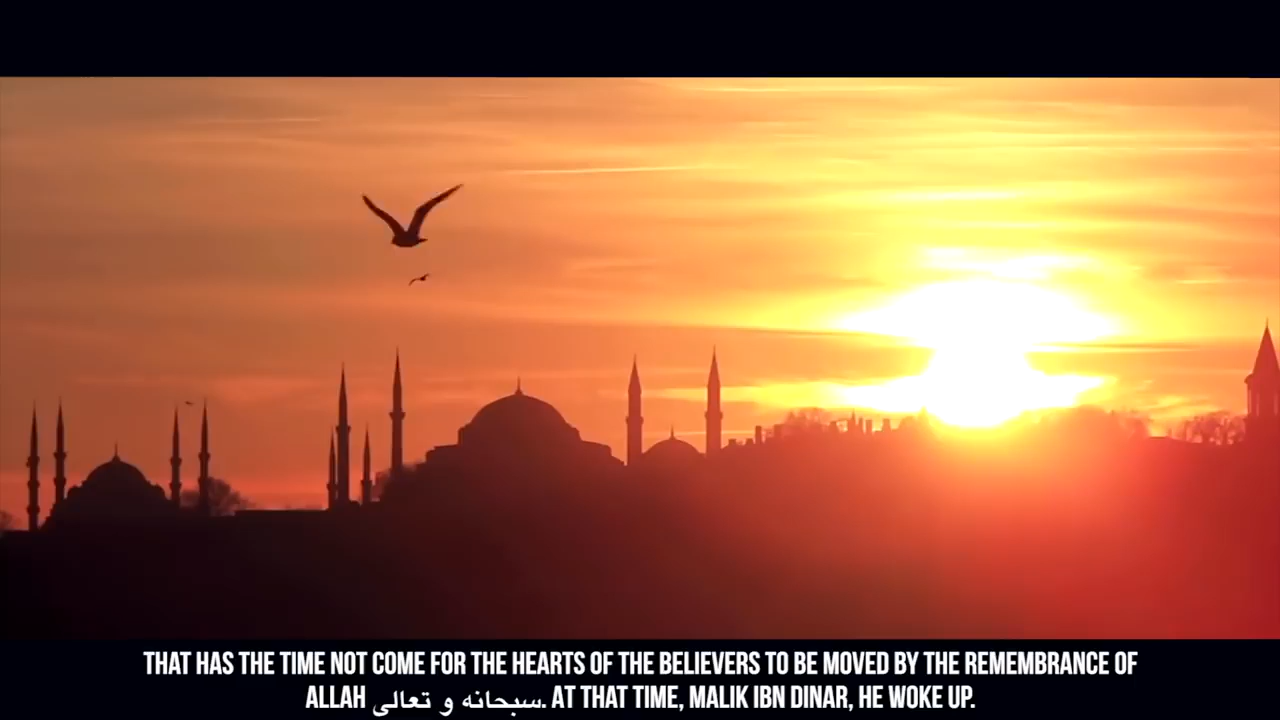 THAT HAS THE TIME NOT COME FOR THE HEARTS OF THE BELIEVERS TO BE MOVED BY THE REMEMBRANCE OF
ALLAH سبحانه و تعالى. AT THAT TIME, MALIK IBN DINAR, HE WOKE UP.